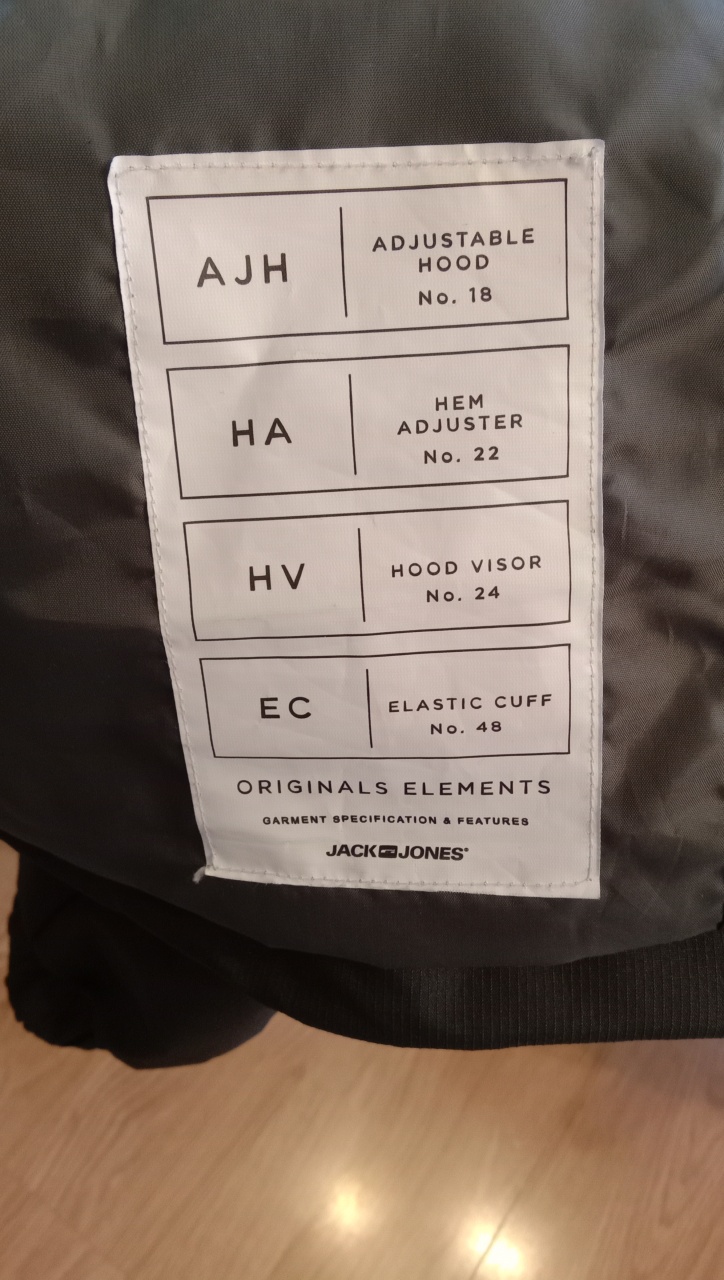 AJH
ADJUSTABLE
HOOD
No. 18
HA
HEM
ADJUSTER
No. 22
HV
HOOD VISOR
No. 24
EC
ELASTIC CUFF
No. 48
ORIGINALS ELEMENTS
GARMENT SPECIFICATION & FEATURES
JACK JONES®